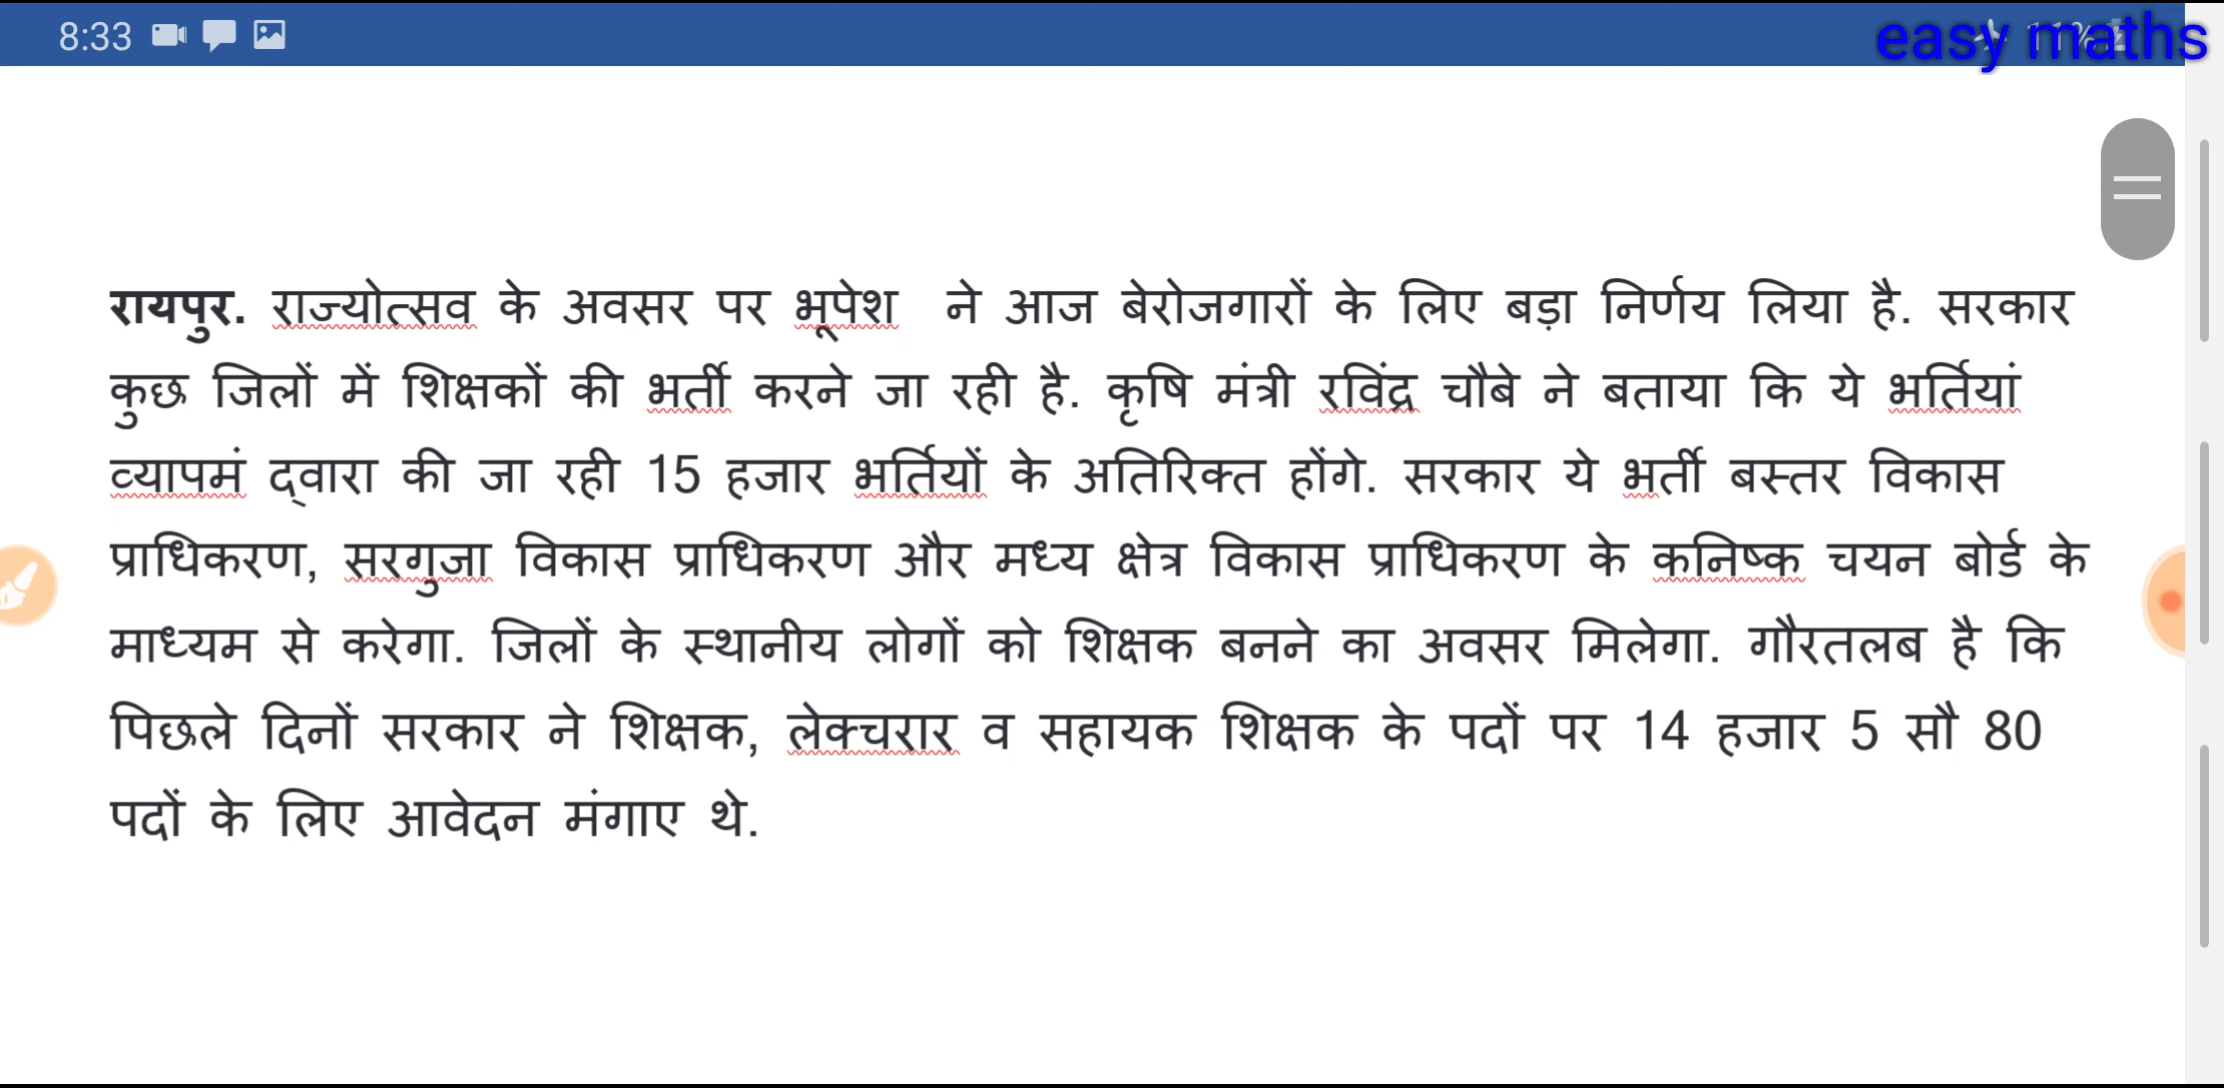 8:33
easy maths
11%
रायपुर. राज्योत्सव के अवसर पर भूपेश ने आज बेरोजगारों के लिए बड़ा निर्णय लिया है. सरकार
कुछ जिलों में शिक्षकों की भर्ती करने जा रही है. कृषि मंत्री रविंद्र चौबे ने बताया कि ये भर्तियां
व्यापमं द्वारा की जा रही 15 हजार भर्तियों के अतिरिक्त होंगे. सरकार ये भर्ती बस्तर विकास
प्राधिकरण, सरगुजा विकास प्राधिकरण और मध्य क्षेत्र विकास प्राधिकरण के कनिष्क चयन बोर्ड के
माध्यम से करेगा. जिलों के स्थानीय लोगों को शिक्षक बनने का अवसर मिलेगा. गौरतलब है कि
पिछले दिनों सरकार ने शिक्षक, लेक्चरार व सहायक शिक्षक के पदों पर 14 हजार 5 सौ 80
पदों के लिए आवेदन मंगाए थे.